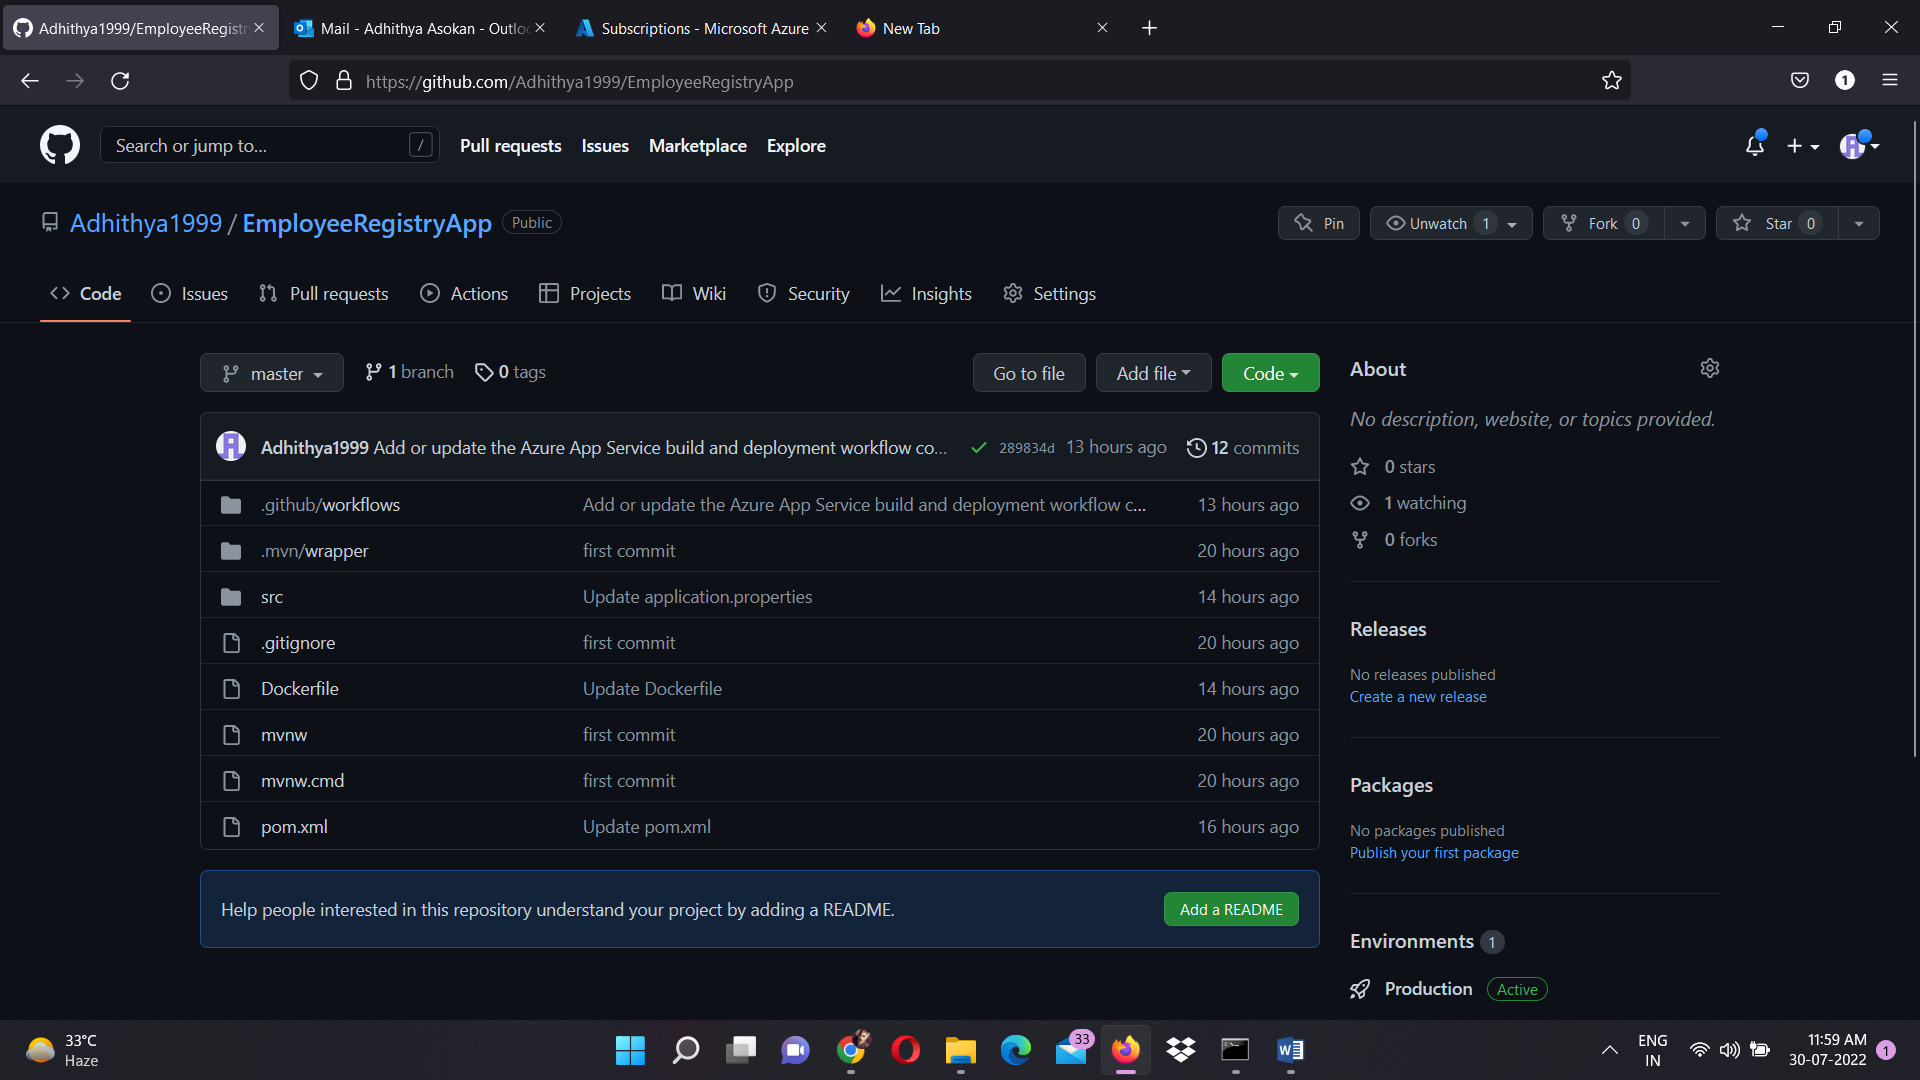 Adhithya1999/EmployeeRegistr
Mail - Adhithya Asokan - Outloo
Subscriptions - Microsoft Azure
New Tab
https://github.com/Adhithya1999/EmployeeRegistryApp
1
Search or jump to...
/
Pull requests
Issues
Marketplace
Explore
Adhithya1999 / EmployeeRegistryApp
Public
Pin
Unwatch 1
Fork 0
Star 0
Code
Issues
Pull requests
Actions
Projects
Wiki
Security
Insights
Settings
master
1 branch
0 tags
Go to file
Add file
Code
Adhithya1999 Add or update the Azure App Service build and deployment workflow co... 289834d 13 hours ago 12 commits
.github/workflows Add or update the Azure App Service build and deployment workflow c... 13 hours ago
.mvn/wrapper first commit 20 hours ago
src Update application.properties 14 hours ago
.gitignore first commit 20 hours ago
Dockerfile Update Dockerfile 14 hours ago
mvnw first commit 20 hours ago
mvnw.cmd first commit 20 hours ago
pom.xml Update pom.xml 16 hours ago
Help people interested in this repository understand your project by adding a README.
Add a README
About
No description, website, or topics provided.
0 stars
1 watching
0 forks
Releases
No releases published
Create a new release
Packages
No packages published
Publish your first package
Environments 1
Production Active
33°C
Haze
33
ENG
IN
11:59 AM
30-07-2022
1